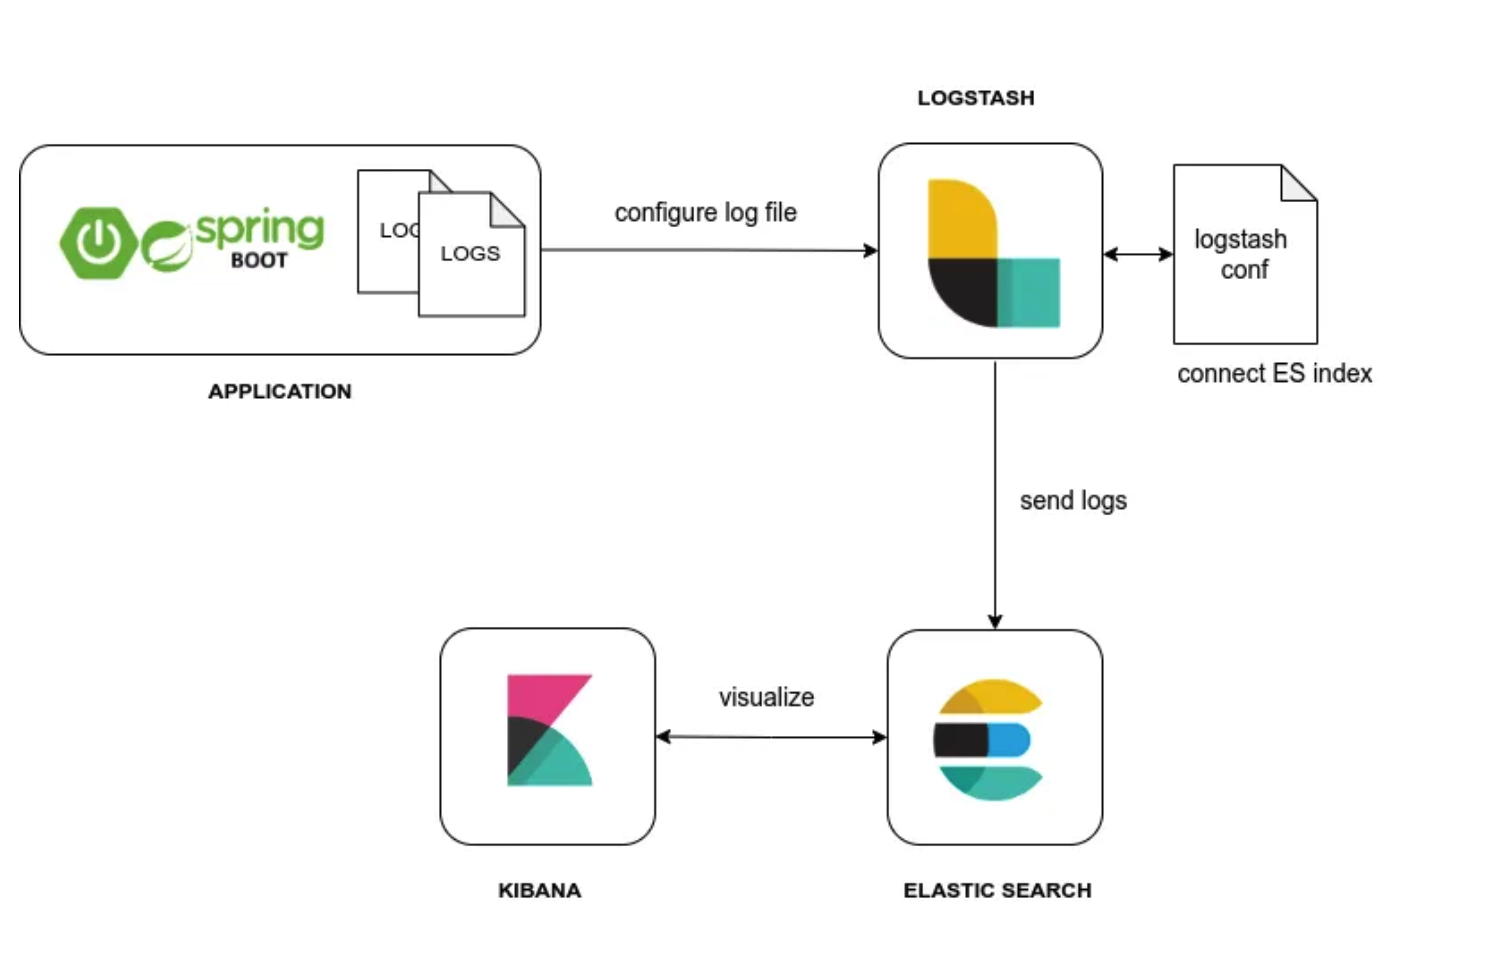 LOGSTASH
configure log file
spring
BOOT
LOG
LOGS
logstash
conf
connect ES index
APPLICATION
send logs
visualize
KIBANA
ELASTIC SEARCH